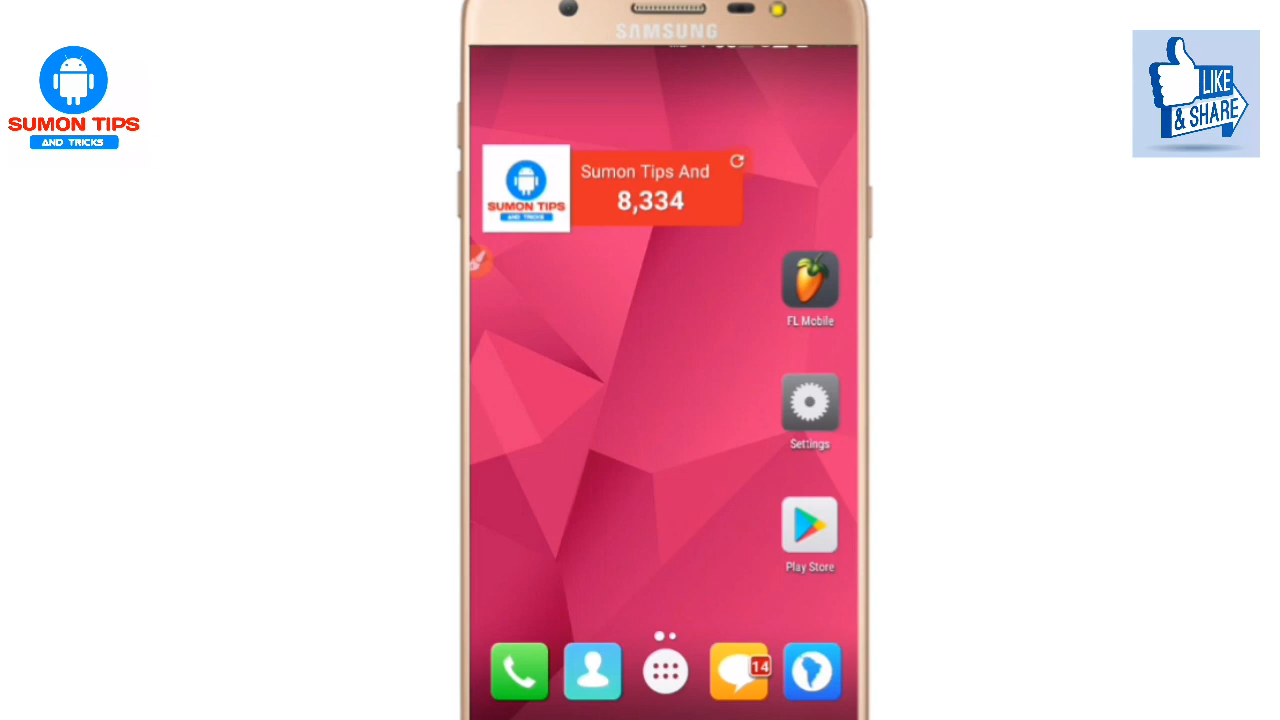 SUMON TIPS
AND TRICKS
LIKE
& SHARE
SAMSUNG
Sumon Tips And
8,334
SUMON TIPS
AND TRICKS
FL Mobile
Settings
Play Store
14